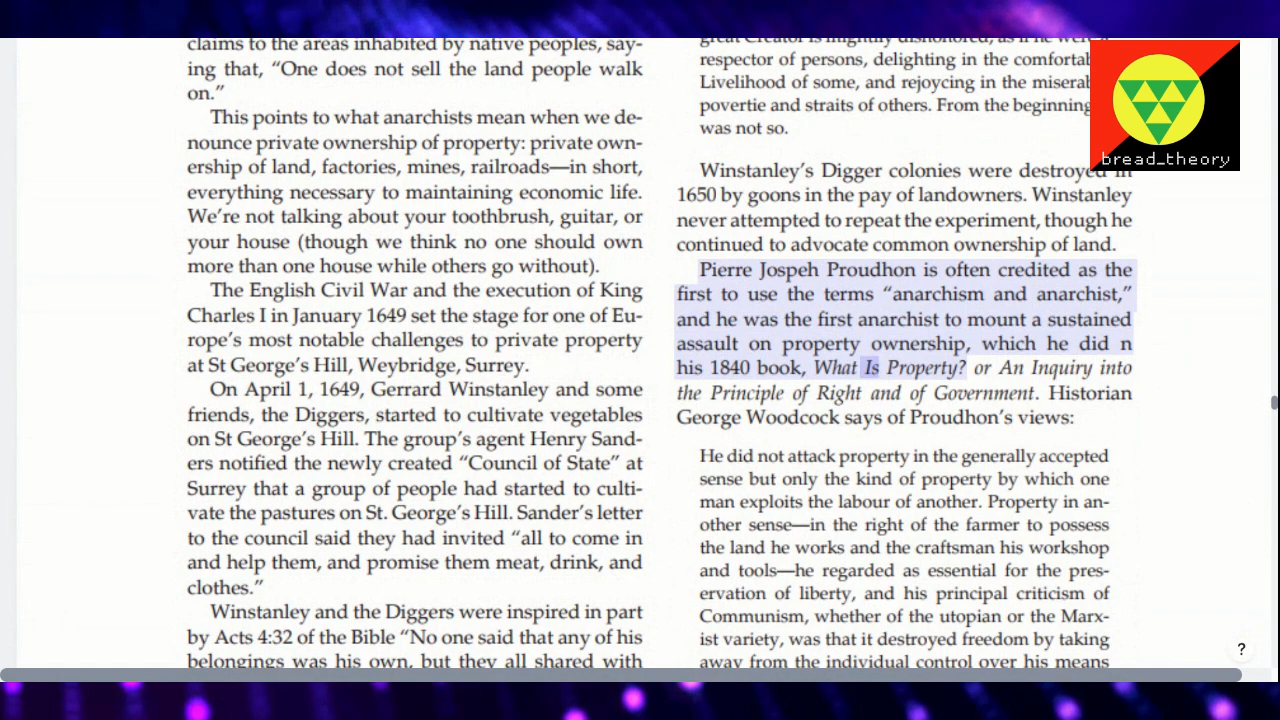 claims to the areas inhabited by native peoples, say-
ing that, “One does not sell the land people walk
on.”
This points to what anarchists mean when we de-
nounce private ownership of property: private own-
ership of land, factories, mines, railroads—in short,
everything necessary to maintaining economic life.
We’re not talking about your toothbrush, guitar, or
your house (though we think no one should own
more than one house while others go without).
The English Civil War and the execution of King
Charles I in January 1649 set the stage for one of Eu-
rope’s most notable challenges to private property
at St George’s Hill, Weybridge, Surrey.
On April 1, 1649, Gerrard Winstanley and some
friends, the Diggers, started to cultivate vegetables
on St George’s Hill. The group’s agent Henry Sand-
ers notified the newly created “Council of State” at
Surrey that a group of people had started to culti-
vate the pastures on St. George’s Hill. Sander’s letter
to the council said they had invited “all to come in
and help them, and promise them meat, drink, and
clothes.”
Winstanley and the Diggers were inspired in part
by Acts 4:32 of the Bible “No one said that any of his
belongings was his own, but they all shared with
great Creator is mightily dishonored, as if he were a
respector of persons, delighting in the
Livelihood of some, and rejoycing in the
povertie and straits of others. From the beginning
was not so.
Winstanley’s Digger colonies were destroyed in
1650 by goons in the pay of landowners. Winstanley
never attempted to repeat the experiment, though he
continued to advocate common ownership of land.
Pierre Jospeh Proudhon is often credited as the
first to use the terms “anarchism and anarchist,”
and he was the first anarchist to mount a sustained
assault on property ownership, which he did n
his 1840 book, What Is Property? or An Inquiry into
the Principle of Right and of Government. Historian
George Woodcock says of Proudhon’s views:
He did not attack property in the generally accepted
sense but only the kind of property by which one
man exploits the labour of another. Property in an-
other sense—in the right of the farmer to possess
the land he works and the craftsman his workshop
and tools—he regarded as essential for the pres-
ervation of liberty, and his principal criticism of
Communism, whether of the utopian or the Marx-
ist variety, was that it destroyed freedom by taking
away from the individual control over his means
bread_theory
?